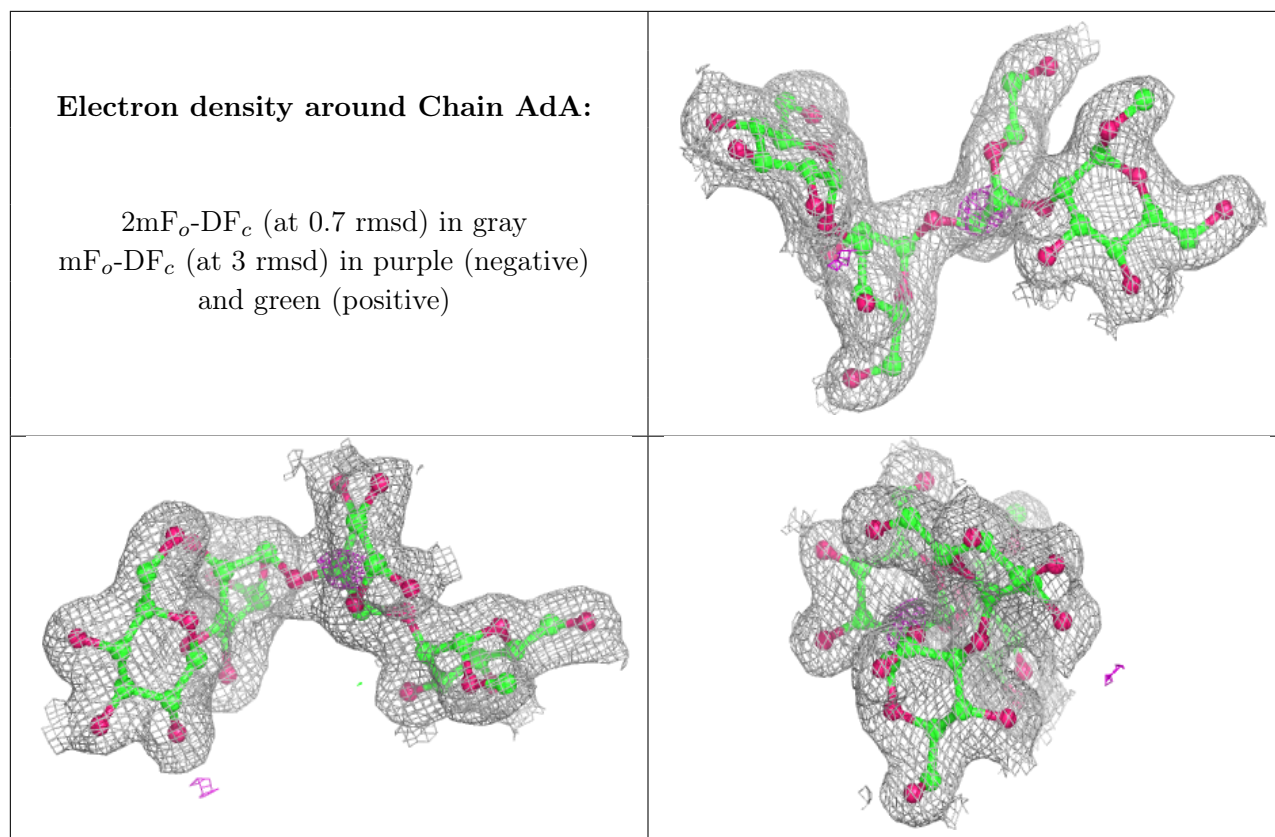 Electron density around Chain AdA:
2mFₒ-DF𝒸 (at 0.7 rmsd) in gray
mFₒ-DF𝒸 (at 3 rmsd) in purple (negative)
and green (positive)